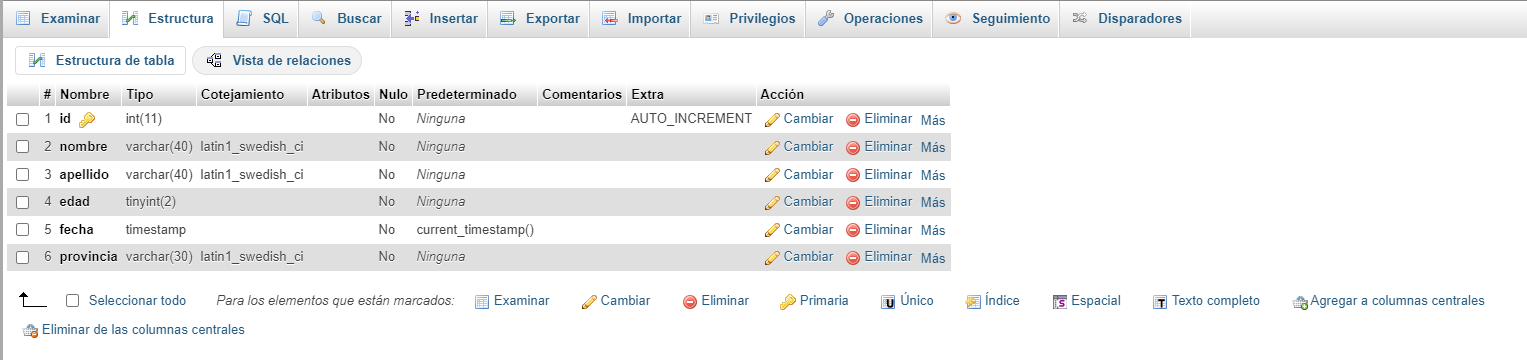 Examinar Estructura SQL Buscar Insertar Exportar Importar Privilegios Operaciones Seguimiento Disparadores
Estructura de tabla Vista de relaciones
# Nombre Tipo Cotejamiento Atributos Nulo Predeterminado Comentarios Extra Acción
1 id int(11) No Ninguna AUTO_INCREMENT Cambiar Eliminar Más
2 nombre varchar(40) latin1_swedish_ci No Ninguna Cambiar Eliminar Más
3 apellido varchar(40) latin1_swedish_ci No Ninguna Cambiar Eliminar Más
4 edad tinyint(2) No Ninguna Cambiar Eliminar Más
5 fecha timestamp No current_timestamp() Cambiar Eliminar Más
6 provincia varchar(30) latin1_swedish_ci No Ninguna Cambiar Eliminar Más
Seleccionar todo Para los elementos que están marcados: Examinar Cambiar Eliminar Primaria Único Índice Espacial Texto completo Agregar a columnas centrales
Eliminar de las columnas centrales